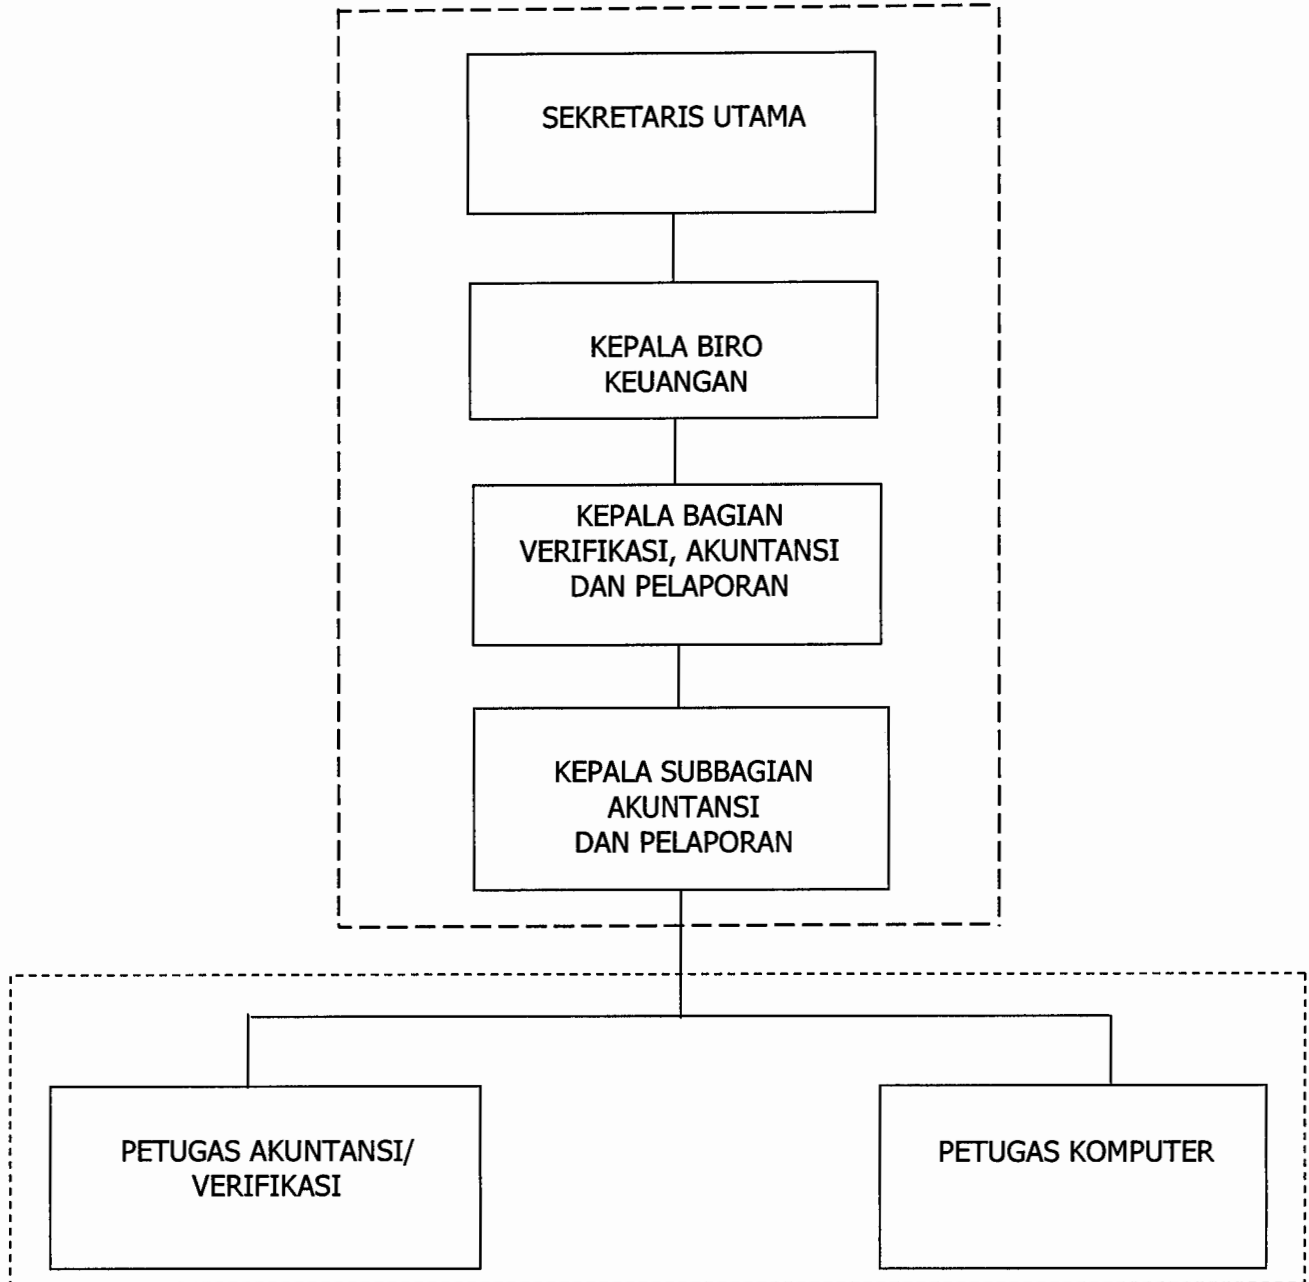 SEKRETARIS UTAMA
KEPALA BIRO
KEUANGAN
KEPALA BAGIAN
VERIFIKASI, AKUNTANSI
DAN PELAPORAN
KEPALA SUBBAGIAN
AKUNTANSI
DAN PELAPORAN
PETUGAS AKUNTANSI/
VERIFIKASI
PETUGAS KOMPUTER